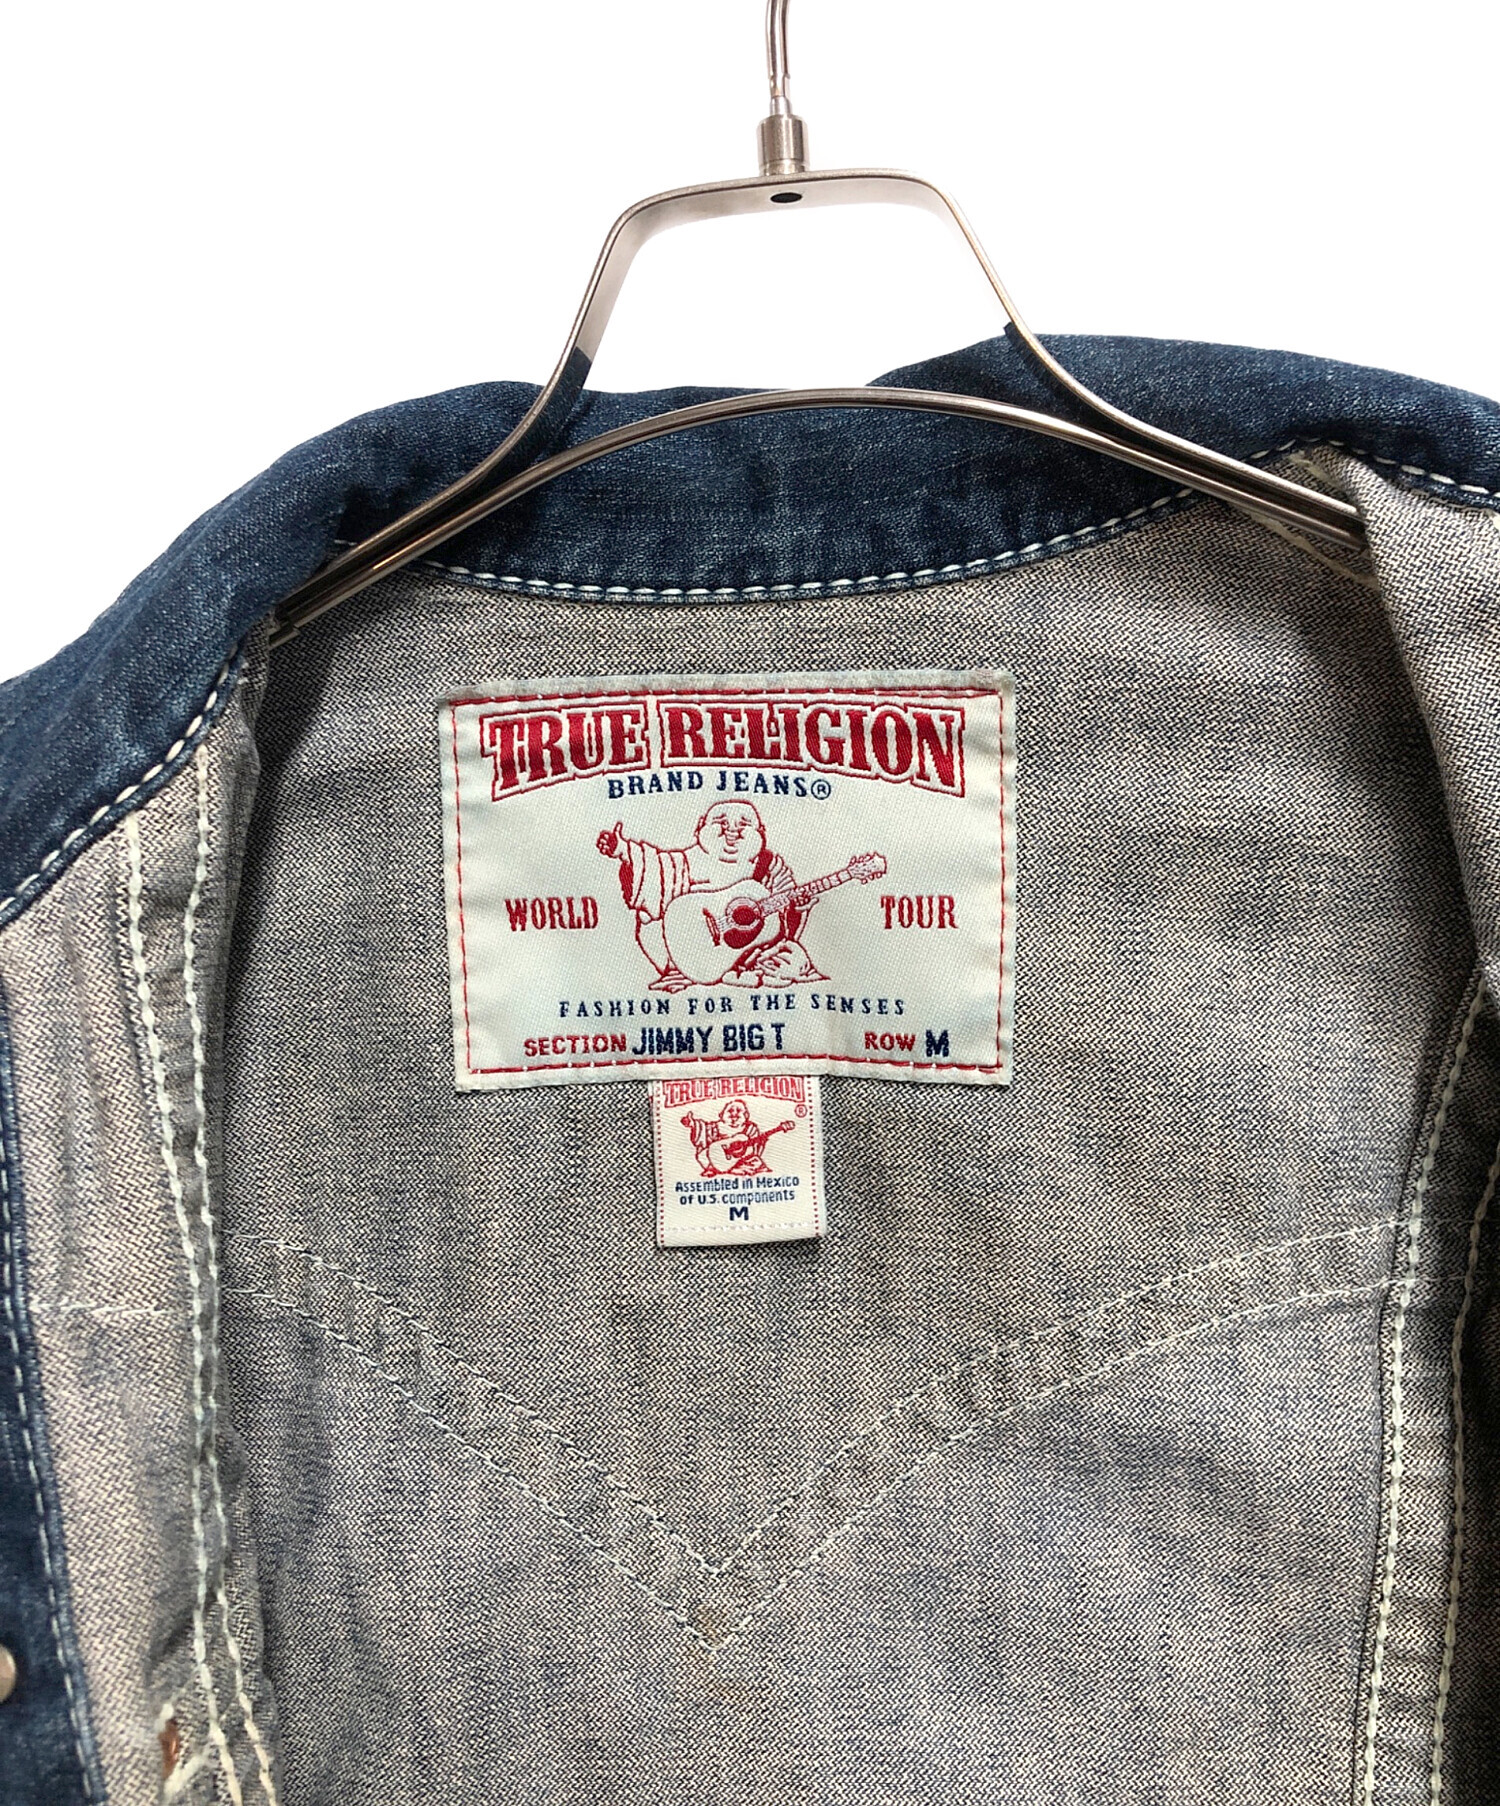 TRUE RELIGION
BRAND JEANS®
WORLD TOUR
FASHION FOR THE SENSES
SECTION JIMMY BIG T ROW M
TRUE RELIGION
®
Assembled in Mexico
of U.S. components
M